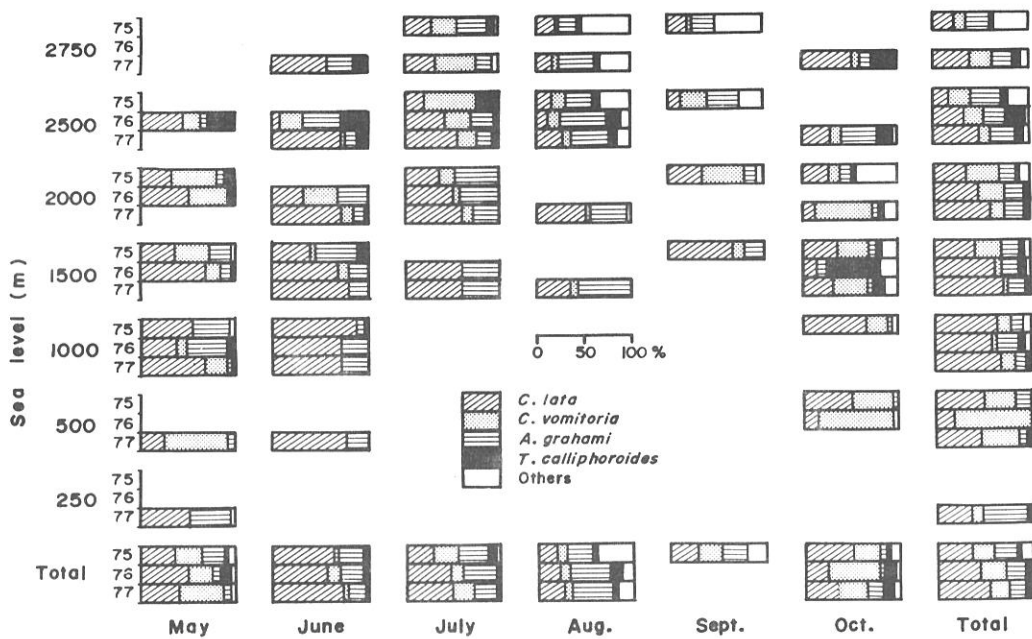 75
2750 76
77
75
2500 76
77
75
2000 76
77
75
1500 76
77
75
1000 76
77
75
500 76
77
75
250 76
77
75
Total 76
77
Sea level (m)
0 50 100 %
C. lata
C. vomitoria
A. grahami
T. calliphoroides
Others
May June July Aug. Sept. Oct. Total